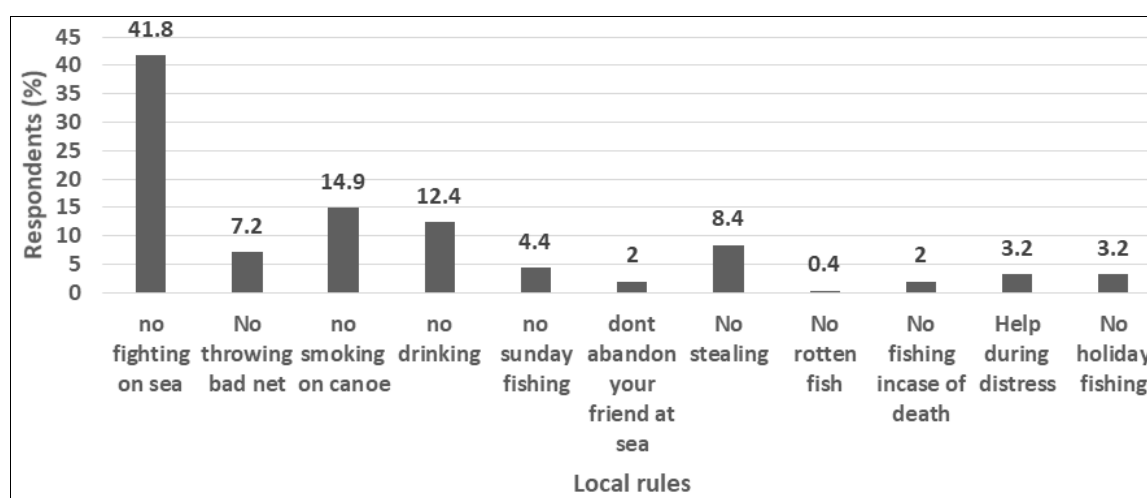 41.8
45
40
35
30
25
20
15
10
5
0
Respondents (%)
7.2
14.9
12.4
4.4
2
8.4
0.4
2
3.2
3.2
no
fighting
on sea
No
throwing
bad net
no
smoking
on canoe
no
drinking
no
sunday
fishing
dont
abandon
your
friend at
sea
No
stealing
No
rotten
fish
No
fishing
incase of
death
Help
during
distress
No
holiday
fishing
Local rules